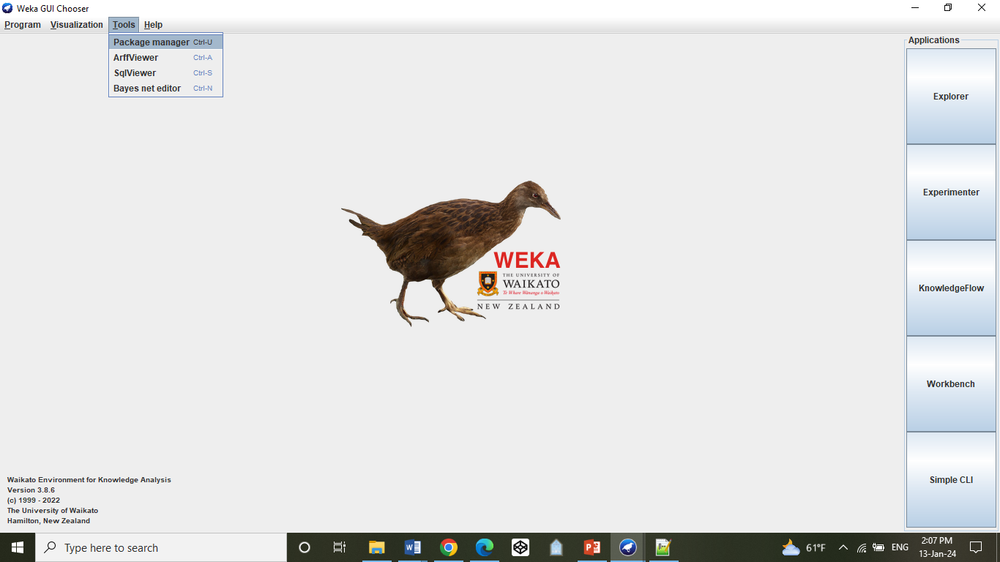 Weka GUI Chooser
Program Visualization Tools Help
Package manager Ctrl-U
ArffViewer Ctrl-A
SqlViewer Ctrl-S
Bayes net editor Ctrl-N
Applications
Explorer
Experimenter
KnowledgeFlow
Workbench
Simple CLI
WEKA
THE UNIVERSITY OF
WAIKATO
Te Whare Wānanga o Waikato
NEW ZEALAND
Waikato Environment for Knowledge Analysis
Version 3.8.6
(c) 1999 - 2022
The University of Waikato
Hamilton, New Zealand
Type here to search
61°F
ENG
2:07 PM
13-Jan-24